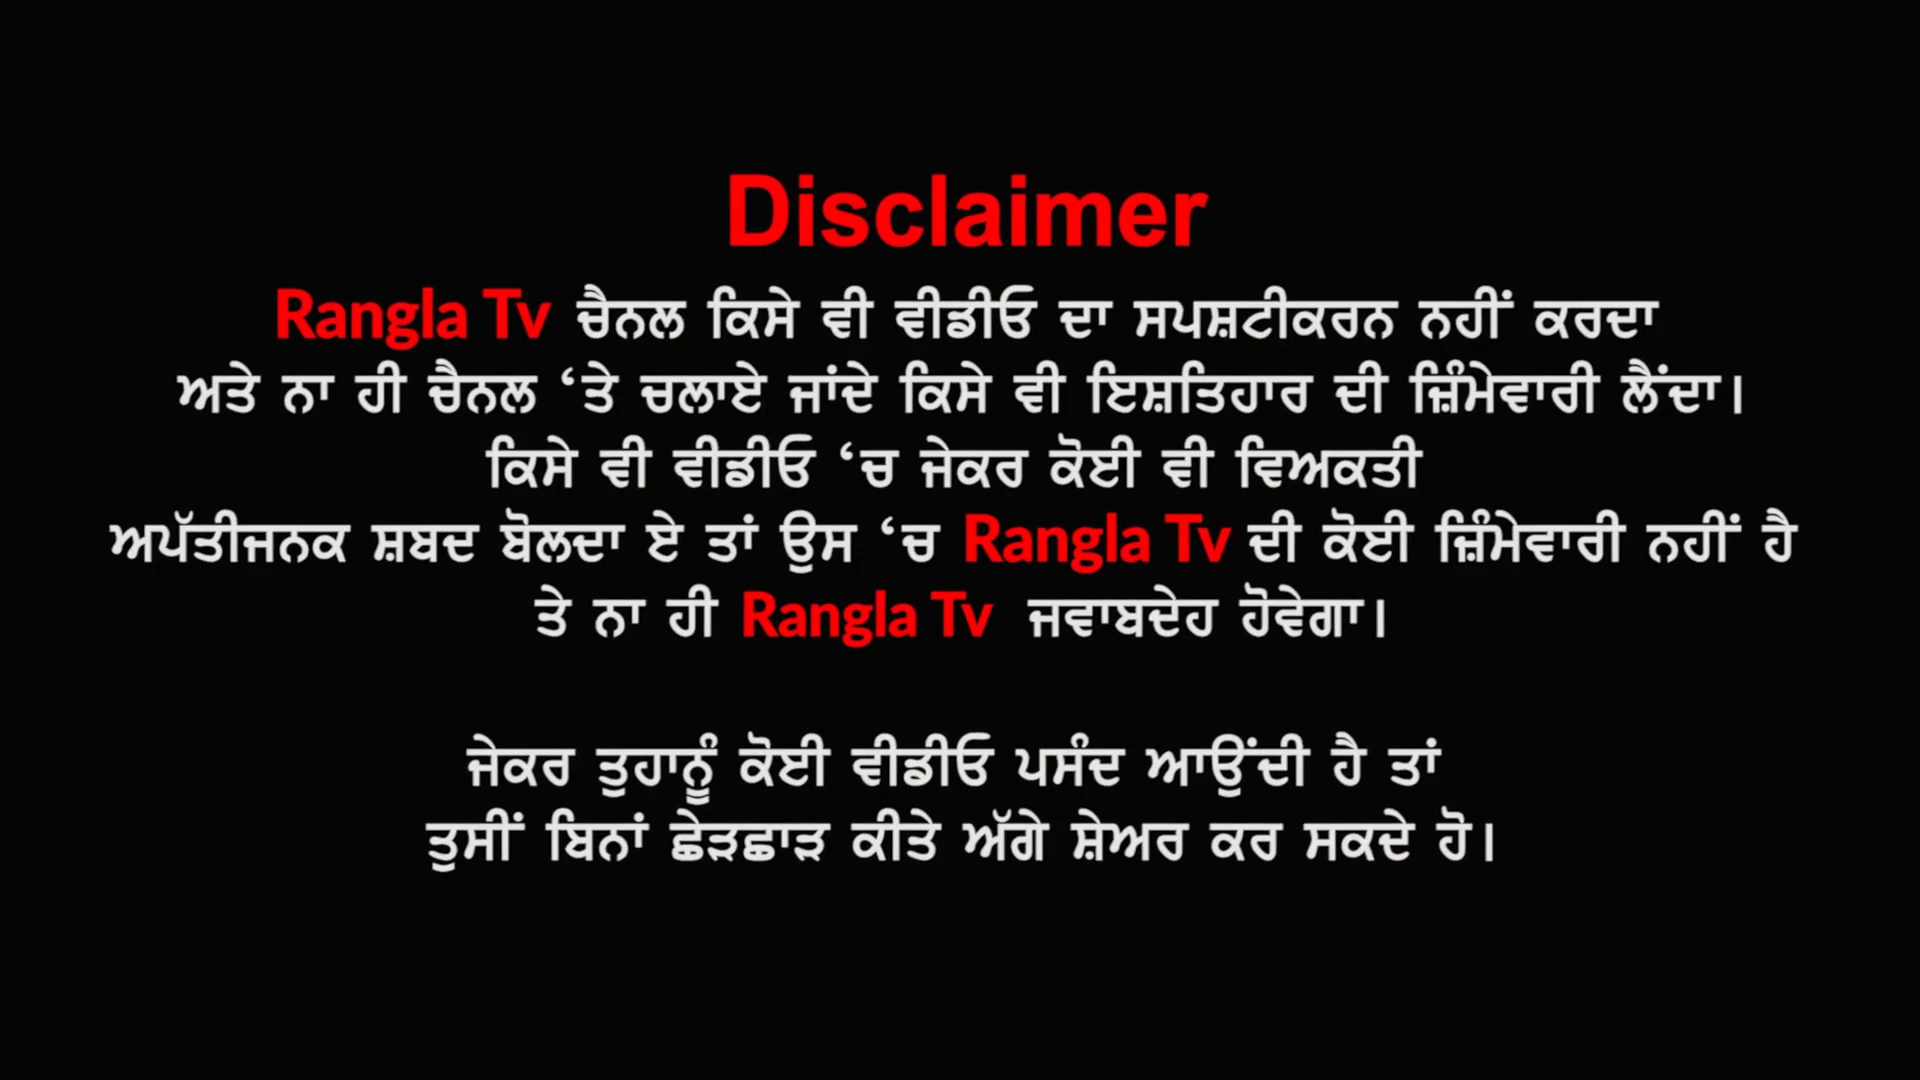 Disclaimer
Rangla Tv ਚੈਨਲ ਕਿਸੇ ਵੀ ਵੀਡੀਓ ਦਾ ਸਪਸ਼ਟੀਕਰਨ ਨਹੀਂ ਕਰਦਾ
ਅਤੇ ਨਾ ਹੀ ਚੈਨਲ ‘ਤੇ ਚਲਾਏ ਜਾਂਦੇ ਕਿਸੇ ਵੀ ਇਸ਼ਤਿਹਾਰ ਦੀ ਜ਼ਿੰਮੇਵਾਰੀ ਲੈਂਦਾ।
ਕਿਸੇ ਵੀ ਵੀਡੀਓ ‘ਚ ਜੇਕਰ ਕੋਈ ਵੀ ਵਿਅਕਤੀ
ਅਪੱਤੀਜਨਕ ਸ਼ਬਦ ਬੋਲਦਾ ਏ ਤਾਂ ਉਸ ‘ਚ Rangla Tv ਦੀ ਕੋਈ ਜ਼ਿੰਮੇਵਾਰੀ ਨਹੀਂ ਹੈ
ਤੇ ਨਾ ਹੀ Rangla Tv ਜਵਾਬਦੇਹ ਹੋਵੇਗਾ।
ਜੇਕਰ ਤੁਹਾਨੂੰ ਕੋਈ ਵੀਡੀਓ ਪਸੰਦ ਆਉਂਦੀ ਹੈ ਤਾਂ
ਤੁਸੀਂ ਬਿਨਾਂ ਛੇੜਛਾੜ ਕੀਤੇ ਅੱਗੇ ਸ਼ੇਅਰ ਕਰ ਸਕਦੇ ਹੋ।